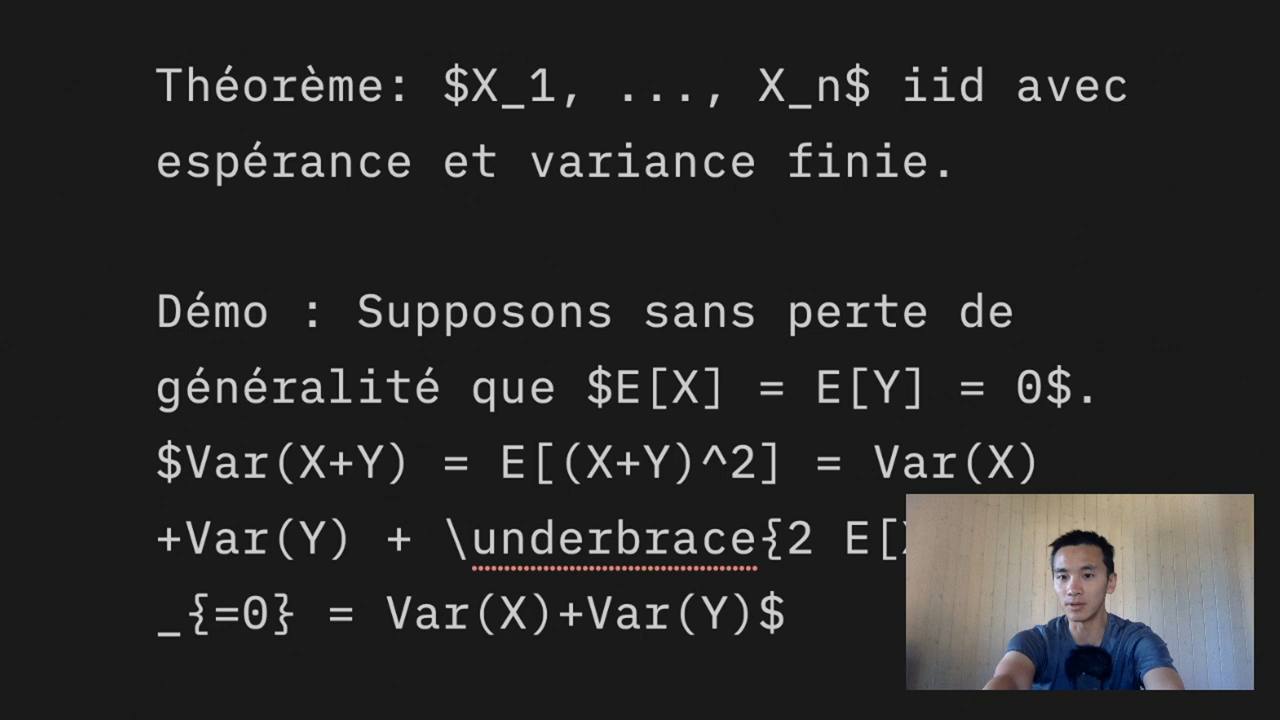 Théorème: $X_1, ..., X_n$ iid avec
espérance et variance finie.
Démo : Supposons sans perte de
généralité que $E[X] = E[Y] = 0$.
$Var(X+Y) = E[(X+Y)^2] = Var(X)
+Var(Y) + \underbrace{2 E[
_{=0} = Var(X)+Var(Y)$